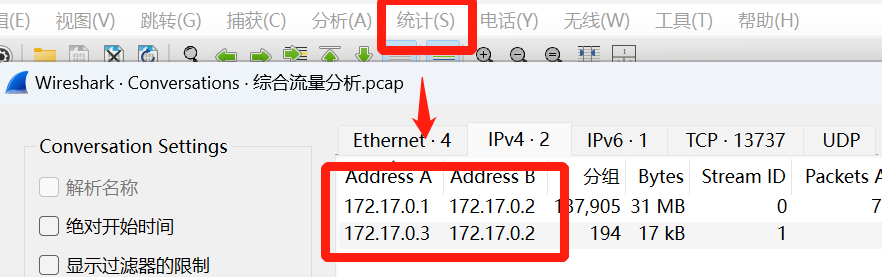 编辑(E) 视图(V) 跳转(G) 捕获(C) 分析(A) 统计(S) 电话(Y) 无线(W) 工具(T) 帮助(H)
Wireshark · Conversations · 综合流量分析.pcap
Conversation Settings
解析名称
绝对开始时间
显示过滤器的限制
Ethernet · 4 IPv4 · 2 IPv6 · 1 TCP · 13737 UDP
Address A Address B 分组 Bytes Stream ID Packets A
172.17.0.1 172.17.0.2 137,905 31 MB 0 7
172.17.0.3 172.17.0.2 194 17 kB 1